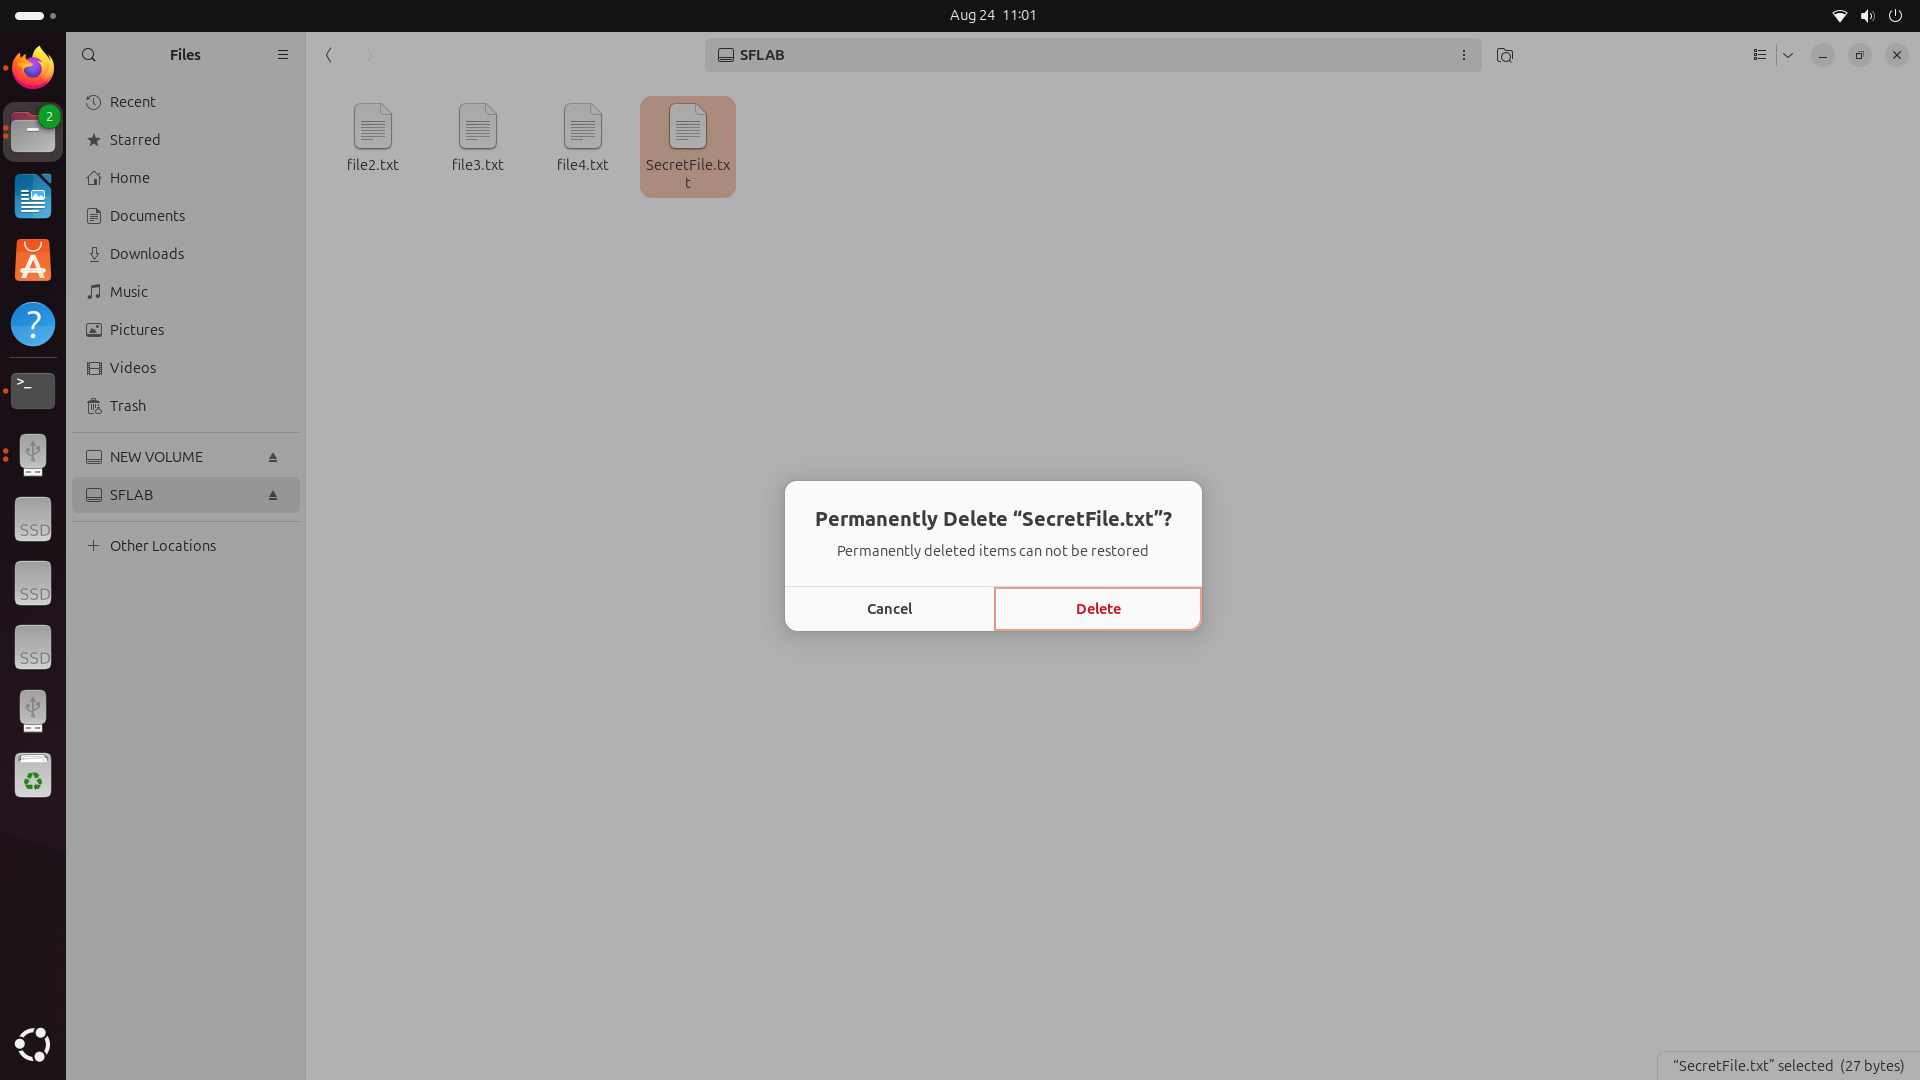 Aug 24 11:01
Files
SFLAB
2
Recent
Starred
Home
Documents
Downloads
Music
Pictures
Videos
Trash
NEW VOLUME
SFLAB
Other Locations
file2.txt
file3.txt
file4.txt
SecretFile.tx
t
Permanently Delete “SecretFile.txt”?
Permanently deleted items can not be restored
Cancel
Delete
?
>_
SSD
SSD
SSD
“SecretFile.txt” selected (27 bytes)